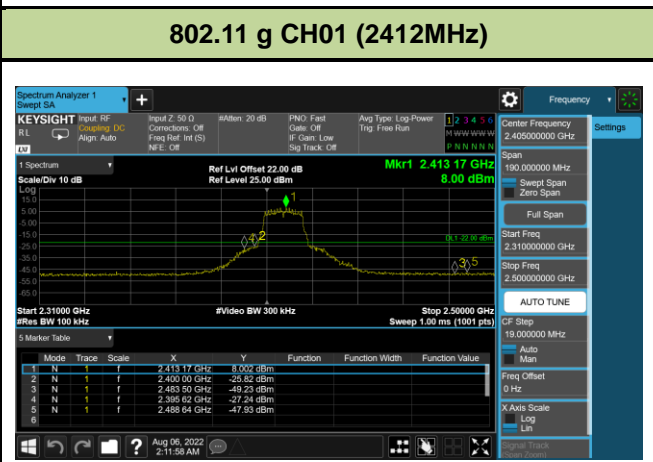 802.11 g CH01 (2412MHz)
Spectrum Analyzer 1
Swept SA
Frequency
KEYSIGHT Input: RF Input Z: 50 Ω #Atten: 20 dB PNO: Fast Avg Type: Log-Power 1 2 3 4 5 6
RL Coupling: DC Corrections: Off Gate: Off Trig: Free Run M W W W W W
Align: Auto Freq Ref: Int (S) IF Gain: Low
NFE: Off Sig Track: Off P N N N N N
LXI
1 Spectrum
Ref Lvl Offset 22.00 dB Mkr1 2.413 17 GHz
Scale/Div 10 dB Ref Level 25.00 dBm 8.00 dBm
Log
15.0
5.00
-5.00
-15.0
-25.0
-35.0
-45.0
-55.0
-65.0
1
4 2
3 5
DL1 -22.00 dBm
Start 2.31000 GHz #Video BW 300 kHz Stop 2.50000 GHz
#Res BW 100 kHz Sweep 1.00 ms (1001 pts)
5 Marker Table
Mode Trace Scale X Y Function Function Width Function Value
1 N 1 f 2.413 17 GHz 8.002 dBm
2 N 1 f 2.400 00 GHz -25.82 dBm
3 N 1 f 2.483 50 GHz -49.23 dBm
4 N 1 f 2.395 62 GHz -27.24 dBm
5 N 1 f 2.488 64 GHz -47.93 dBm
6
Aug 06, 2022
2:11:58 AM
Center Frequency
2.405000000 GHz
Settings
Span
190.000000 MHz
Swept Span
Zero Span
Full Span
Start Freq
2.310000000 GHz
Stop Freq
2.500000000 GHz
AUTO TUNE
CF Step
19.000000 MHz
Auto
Man
Freq Offset
0 Hz
X Axis Scale
Log
Lin
Signal Track
(Span Zoom)